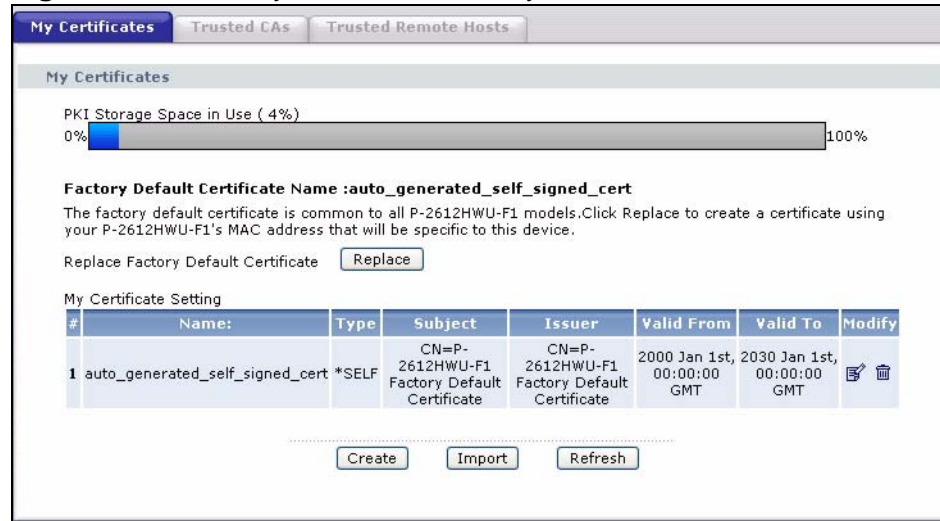 My Certificates Trusted CAs Trusted Remote Hosts
My Certificates
PKI Storage Space in Use ( 4%)
0% 100%
Factory Default Certificate Name :auto_generated_self_signed_cert
The factory default certificate is common to all P-2612HWU-F1 models.Click Replace to create a certificate using
your P-2612HWU-F1's MAC address that will be specific to this device.
Replace Factory Default Certificate Replace
My Certificate Setting
# Name: Type Subject Issuer Valid From Valid To Modify
1 auto_generated_self_signed_cert *SELF CN=P-2612HWU-F1 Factory Default Certificate CN=P-2612HWU-F1 Factory Default Certificate 2000 Jan 1st, 00:00:00 GMT 2030 Jan 1st, 00:00:00 GMT
Create Import Refresh